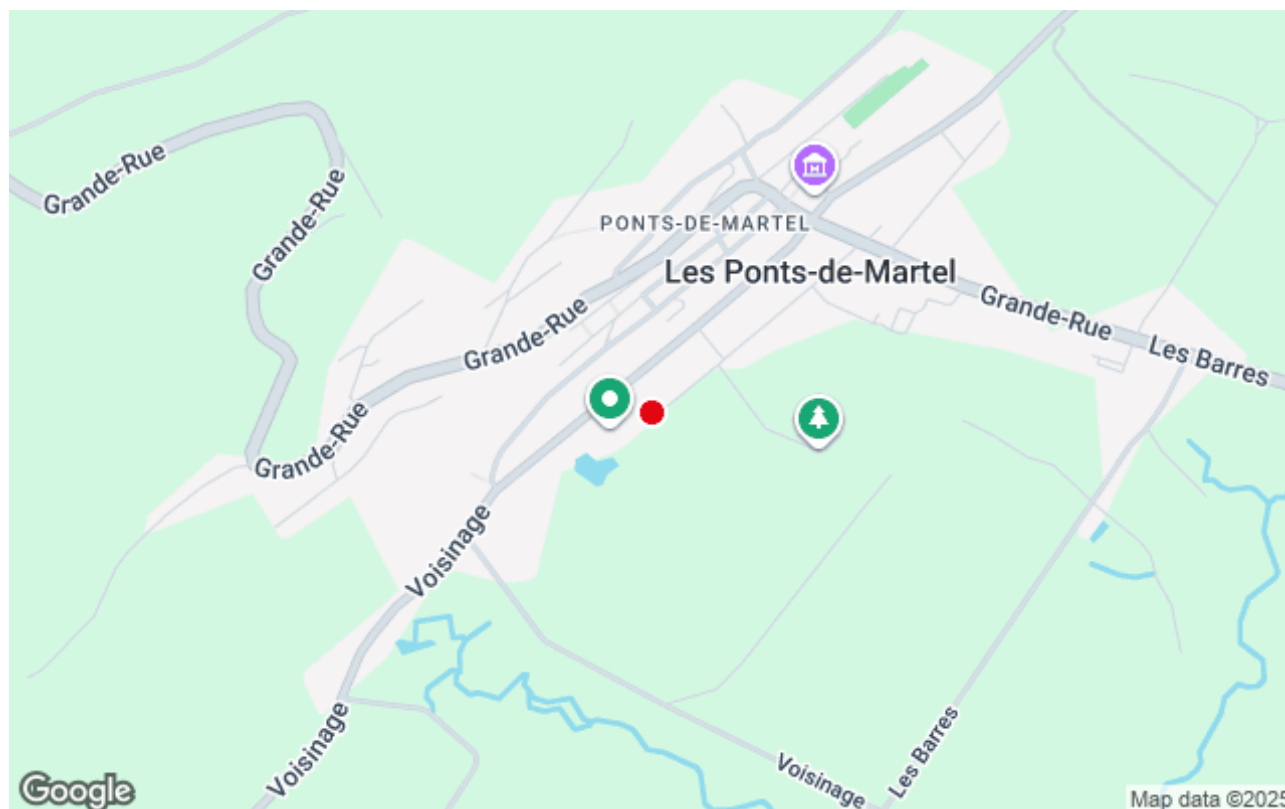 Grande-Rue
Grande-Rue
PONTS-DE-MARTEL
Les Ponts-de-Martel
Grande-Rue
Les Barres
Grande-Rue
Grande-Rue
Voisinage
Voisinage
Les Barres
Voisinage
Google
Map data ©2025